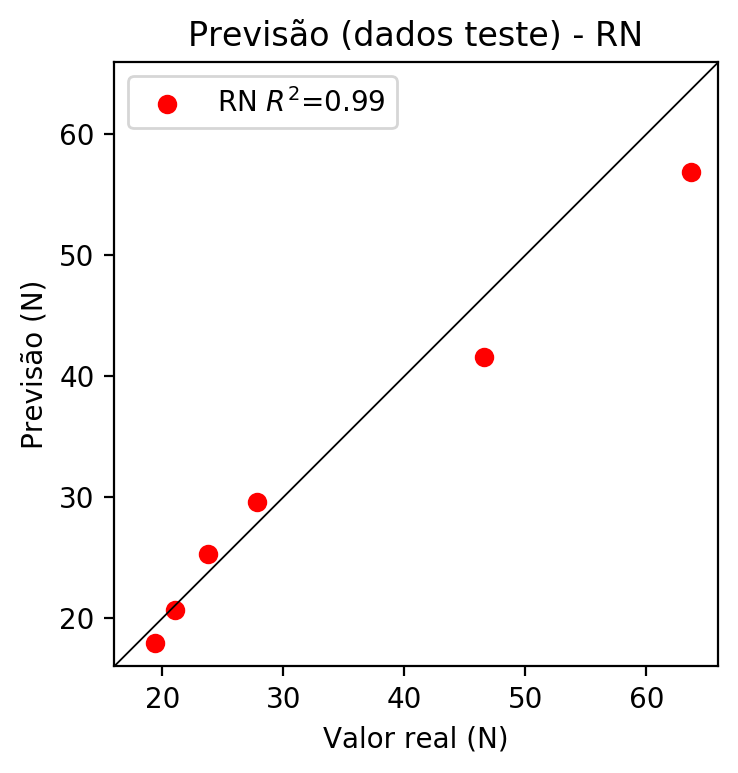 Previsão (dados teste) - RN
RN R²=0.99
Previsão (N)
60
50
40
30
20
20 30 40 50 60
Valor real (N)